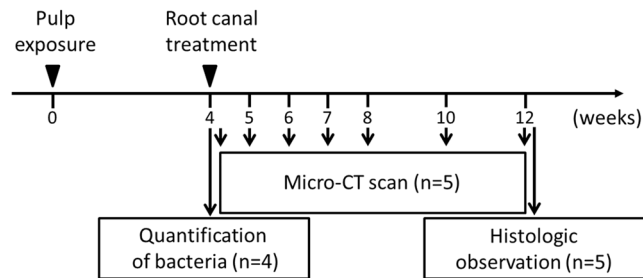 Pulp
exposure
Root canal
treatment
0 4 5 6 7 8 10 12 (weeks)
Micro-CT scan (n=5)
Quantification
of bacteria (n=4)
Histologic
observation (n=5)